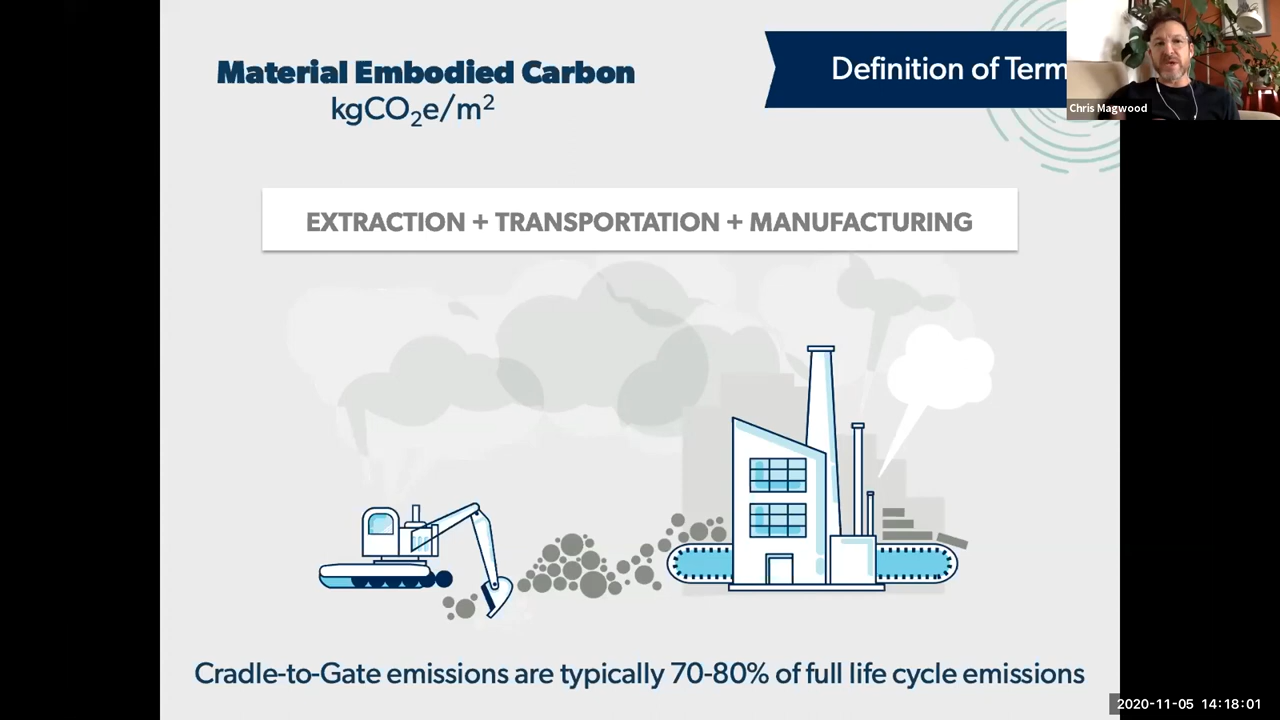 Material Embodied Carbon
kgCO₂e/m²
Definition of Term
Chris Magwood
EXTRACTION + TRANSPORTATION + MANUFACTURING
Cradle-to-Gate emissions are typically 70-80% of full life cycle emissions
2020-11-05 14:18:01